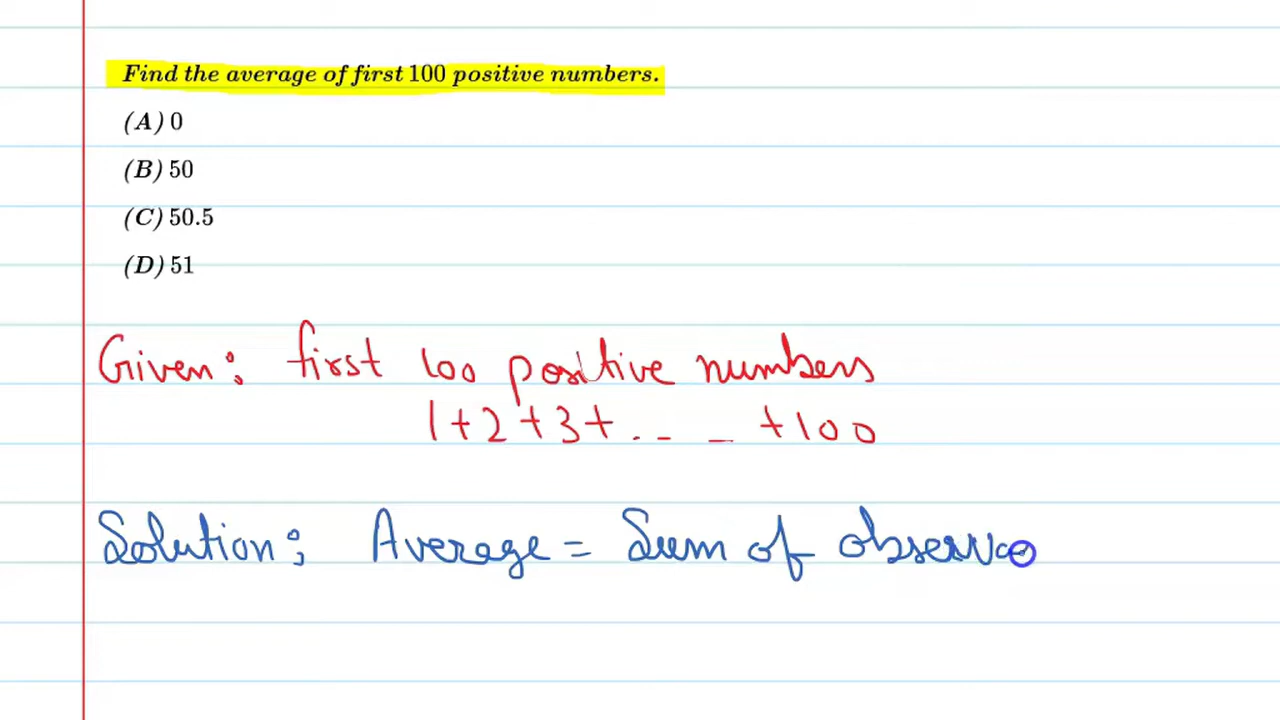 Find the average of first 100 positive numbers.
(A) 0
(B) 50
(C) 50.5
(D) 51
Given: first 100 positive numbers
1+2+3+.. - - +100
Solution: Average = Sum of observa